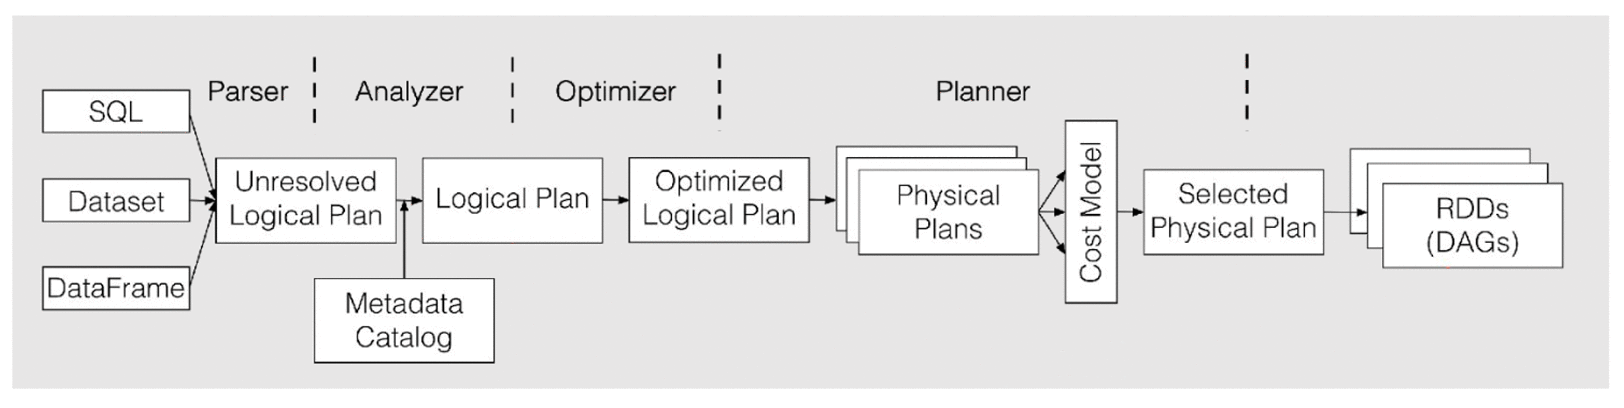 Parser
Analyzer
Optimizer
Planner
SQL
Dataset
DataFrame
Unresolved
Logical Plan
Metadata
Catalog
Logical Plan
Optimized
Logical Plan
Physical
Plans
Cost Model
Selected
Physical Plan
RDDs
(DAGs)